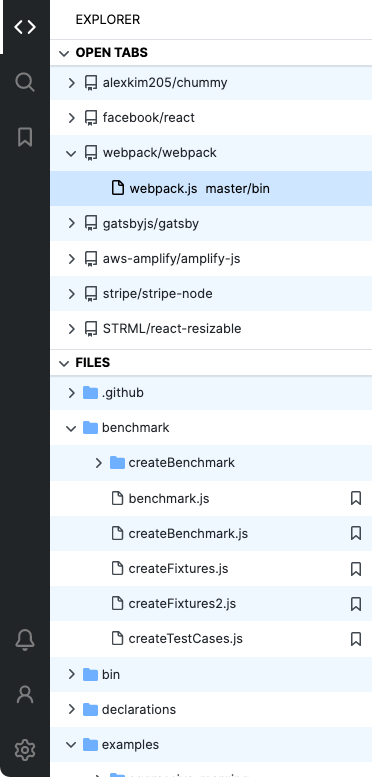 EXPLORER
OPEN TABS
alexkim205/chummy
facebook/react
webpack/webpack
webpack.js master/bin
gatsbyjs/gatsby
aws-amplify/amplify-js
stripe/stripe-node
STRML/react-resizable
FILES
.github
benchmark
createBenchmark
benchmark.js
createBenchmark.js
createFixtures.js
createFixtures2.js
createTestCases.js
bin
declarations
examples